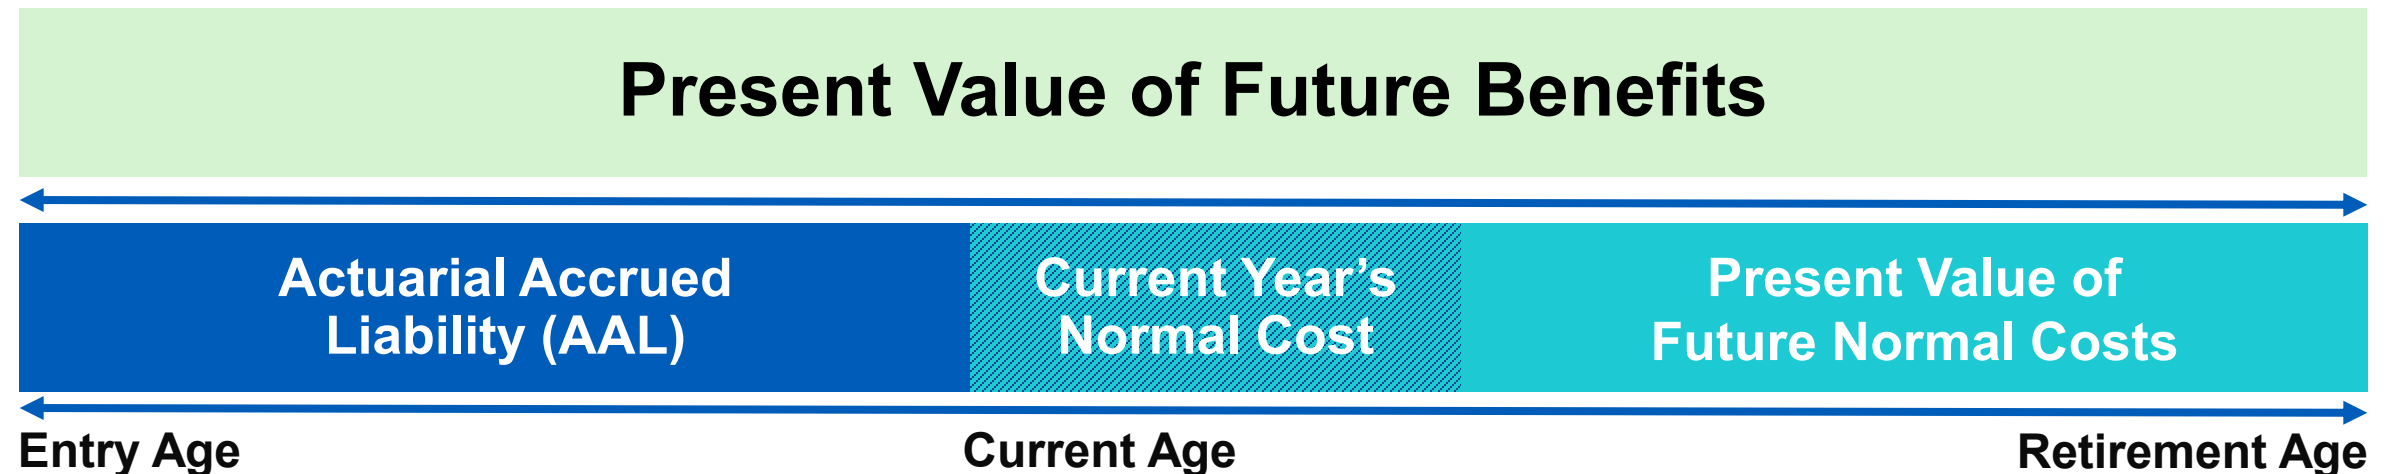 Present Value of Future Benefits
Actuarial Accrued
Liability (AAL)
Current Year’s
Normal Cost
Present Value of
Future Normal Costs
Entry Age
Current Age
Retirement Age